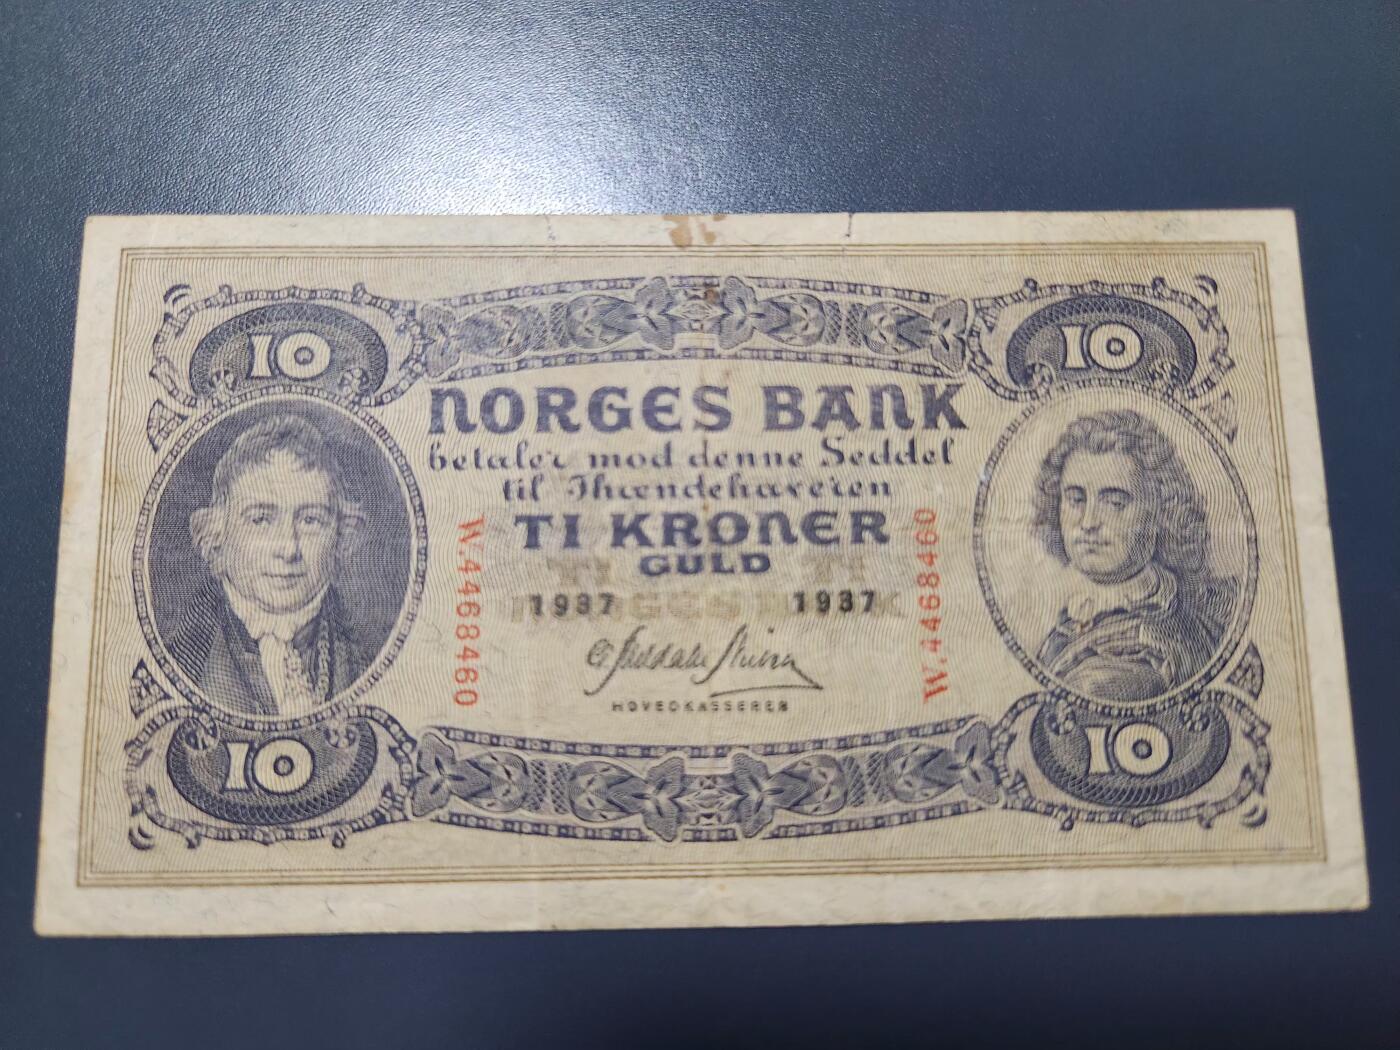 10 10
NORGES BANK
betaler mod denne Seddel
til Ihændehaveren
TI KRONER
GULD
1937 1937
W.4468460
W.4468460
HOVEDKASSERER
10 10